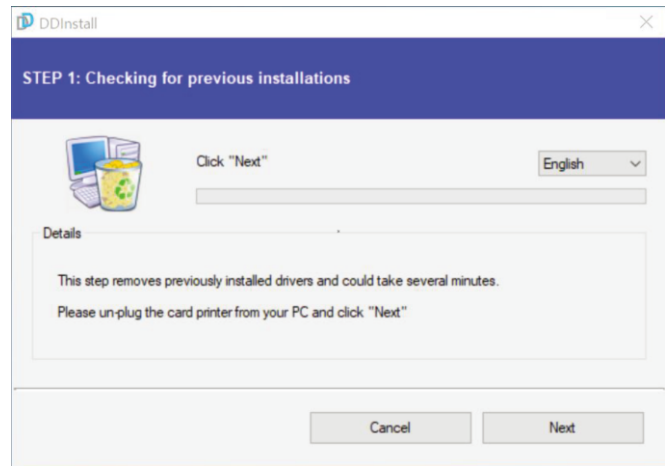 DDInstall
STEP 1: Checking for previous installations
Click "Next"
English
Details
This step removes previously installed drivers and could take several minutes.
Please un-plug the card printer from your PC and click "Next"
Cancel
Next